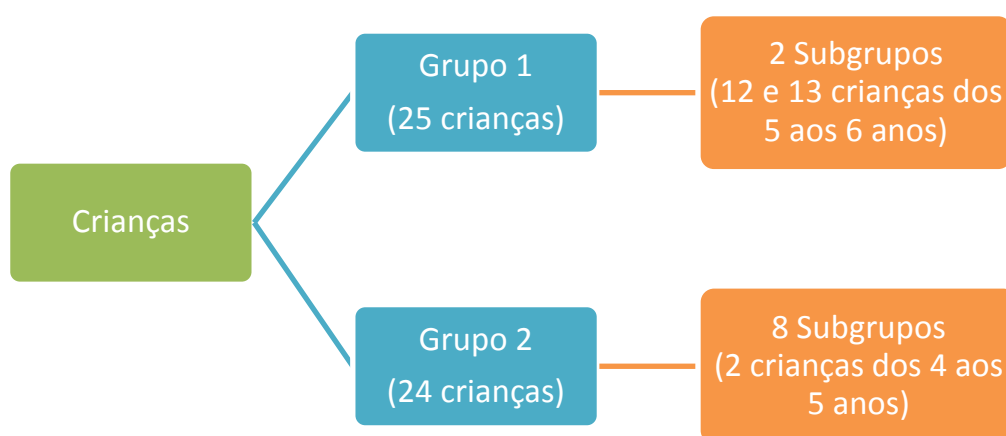 Crianças
Grupo 1
(25 crianças)
2 Subgrupos
(12 e 13 crianças dos
5 aos 6 anos)
Grupo 2
(24 crianças)
8 Subgrupos
(2 crianças dos 4 aos
5 anos)